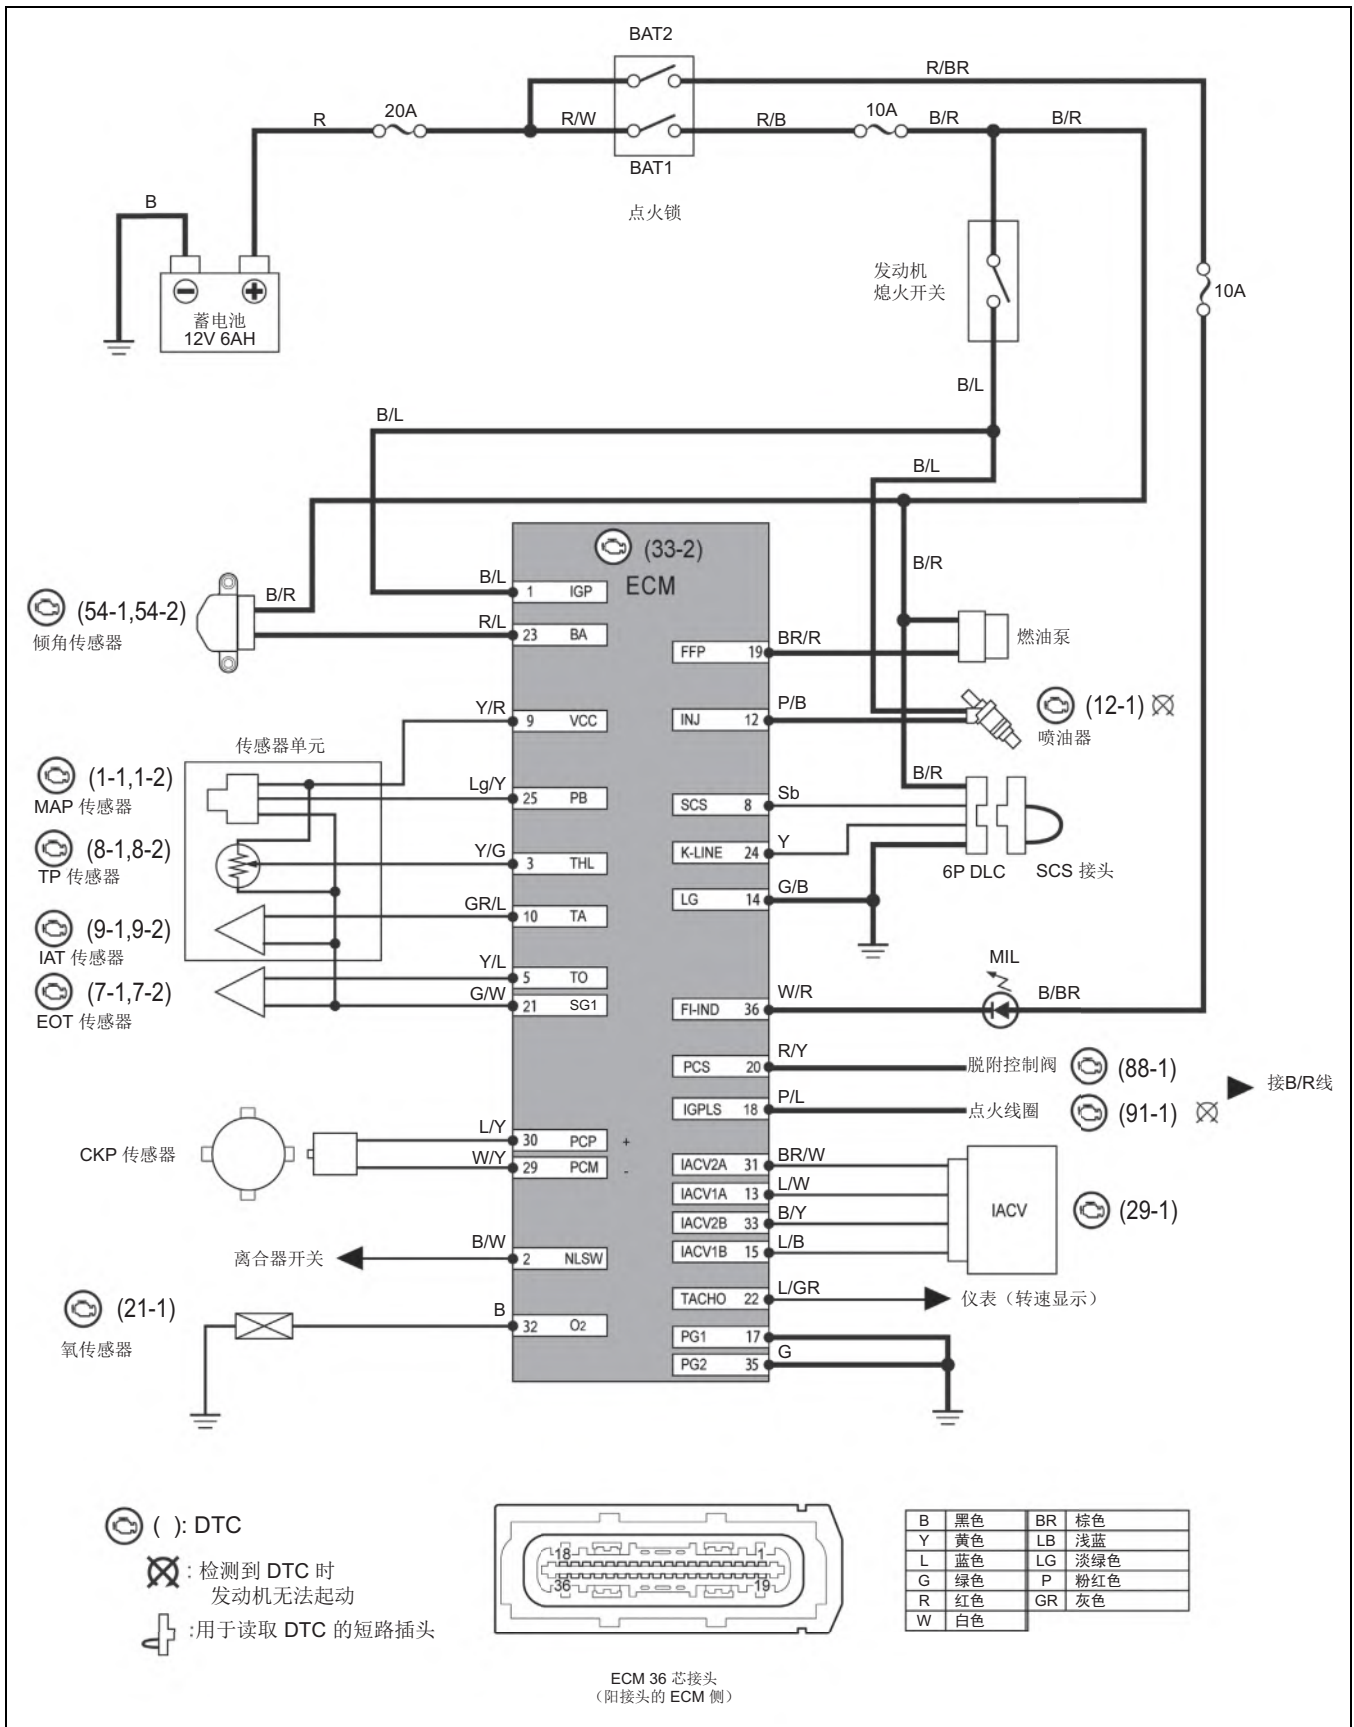 BAT2
R/BR
R
20A
R/W
R/B
10A
B/R
B/R
BAT1
点火锁
B
发动机
熄火开关
10A
蓄电池
12V 6AH
B/L
B/L
B/L
(33-2)
ECM
B/R
B/R
(54-1,54-2)
倾角传感器
B/L
1 IGP
R/L
23 BA
FFP 19
BR/R
燃油泵
Y/R
9 VCC
INJ 12
P/B
(12-1)
喷油器
传感器单元
(1-1,1-2)
MAP 传感器
Lg/Y
25 PB
B/R
SCS 8
Sb
(8-1,8-2)
TP 传感器
Y/G
3 THL
K-LINE 24
Y
6P DLC
SCS 接头
LG 14
G/B
(9-1,9-2)
IAT 传感器
GR/L
10 TA
(7-1,7-2)
EOT 传感器
Y/L
5 TO
G/W
21 SG1
MIL
FI-IND 36
W/R
B/BR
PCS 20
R/Y
脱附控制阀
(88-1)
接B/R线
IGPLS 18
P/L
点火线圈
(91-1)
CKP 传感器
L/Y
30 PCP +
W/Y
29 PCM -
IACV2A 31
BR/W
IACV1A 13
L/W
IACV2B 33
B/Y
IACV1B 15
L/B
IACV
(29-1)
离合器开关
B/W
2 NLSW
TACHO 22
L/GR
仪表（转速显示）
(21-1)
氧传感器
B
32 O2
PG1 17
PG2 35
G
( ): DTC
: 检测到 DTC 时
发动机无法起动
:用于读取 DTC 的短路插头
18 1
36 19
ECM 36 芯接头
（阳接头的 ECM 侧）
B 黑色 BR 棕色
Y 黄色 LB 浅蓝
L 蓝色 LG 淡绿色
G 绿色 P 粉红色
R 红色 GR 灰色
W 白色